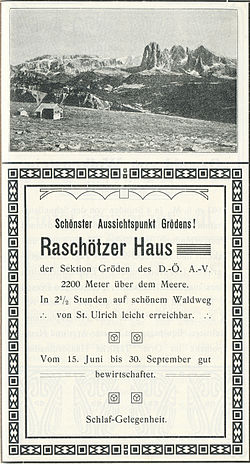 Schönster Aussichtspunkt Grödens!
Raschötzer Haus
der Sektion Gröden des D.-Ö. A.-V.
2200 Meter über dem Meere.
In 2½ Stunden auf schönem Waldweg
∴ von St. Ulrich leicht erreichbar. ∴
Vom 15. Juni bis 30. September gut
bewirtschaftet.
Schlaf-Gelegenheit.